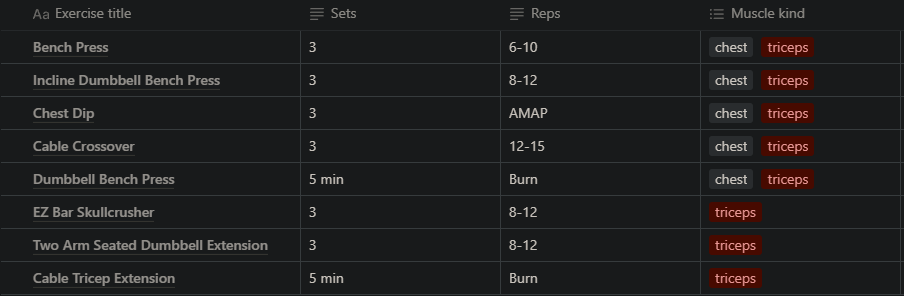 Aa Exercise title Sets Reps Muscle kind
Bench Press 3 6-10 chest triceps
Incline Dumbbell Bench Press 3 8-12 chest triceps
Chest Dip 3 AMAP chest triceps
Cable Crossover 3 12-15 chest triceps
Dumbbell Bench Press 5 min Burn chest triceps
EZ Bar Skullcrusher 3 8-12 triceps
Two Arm Seated Dumbbell Extension 3 8-12 triceps
Cable Tricep Extension 5 min Burn triceps